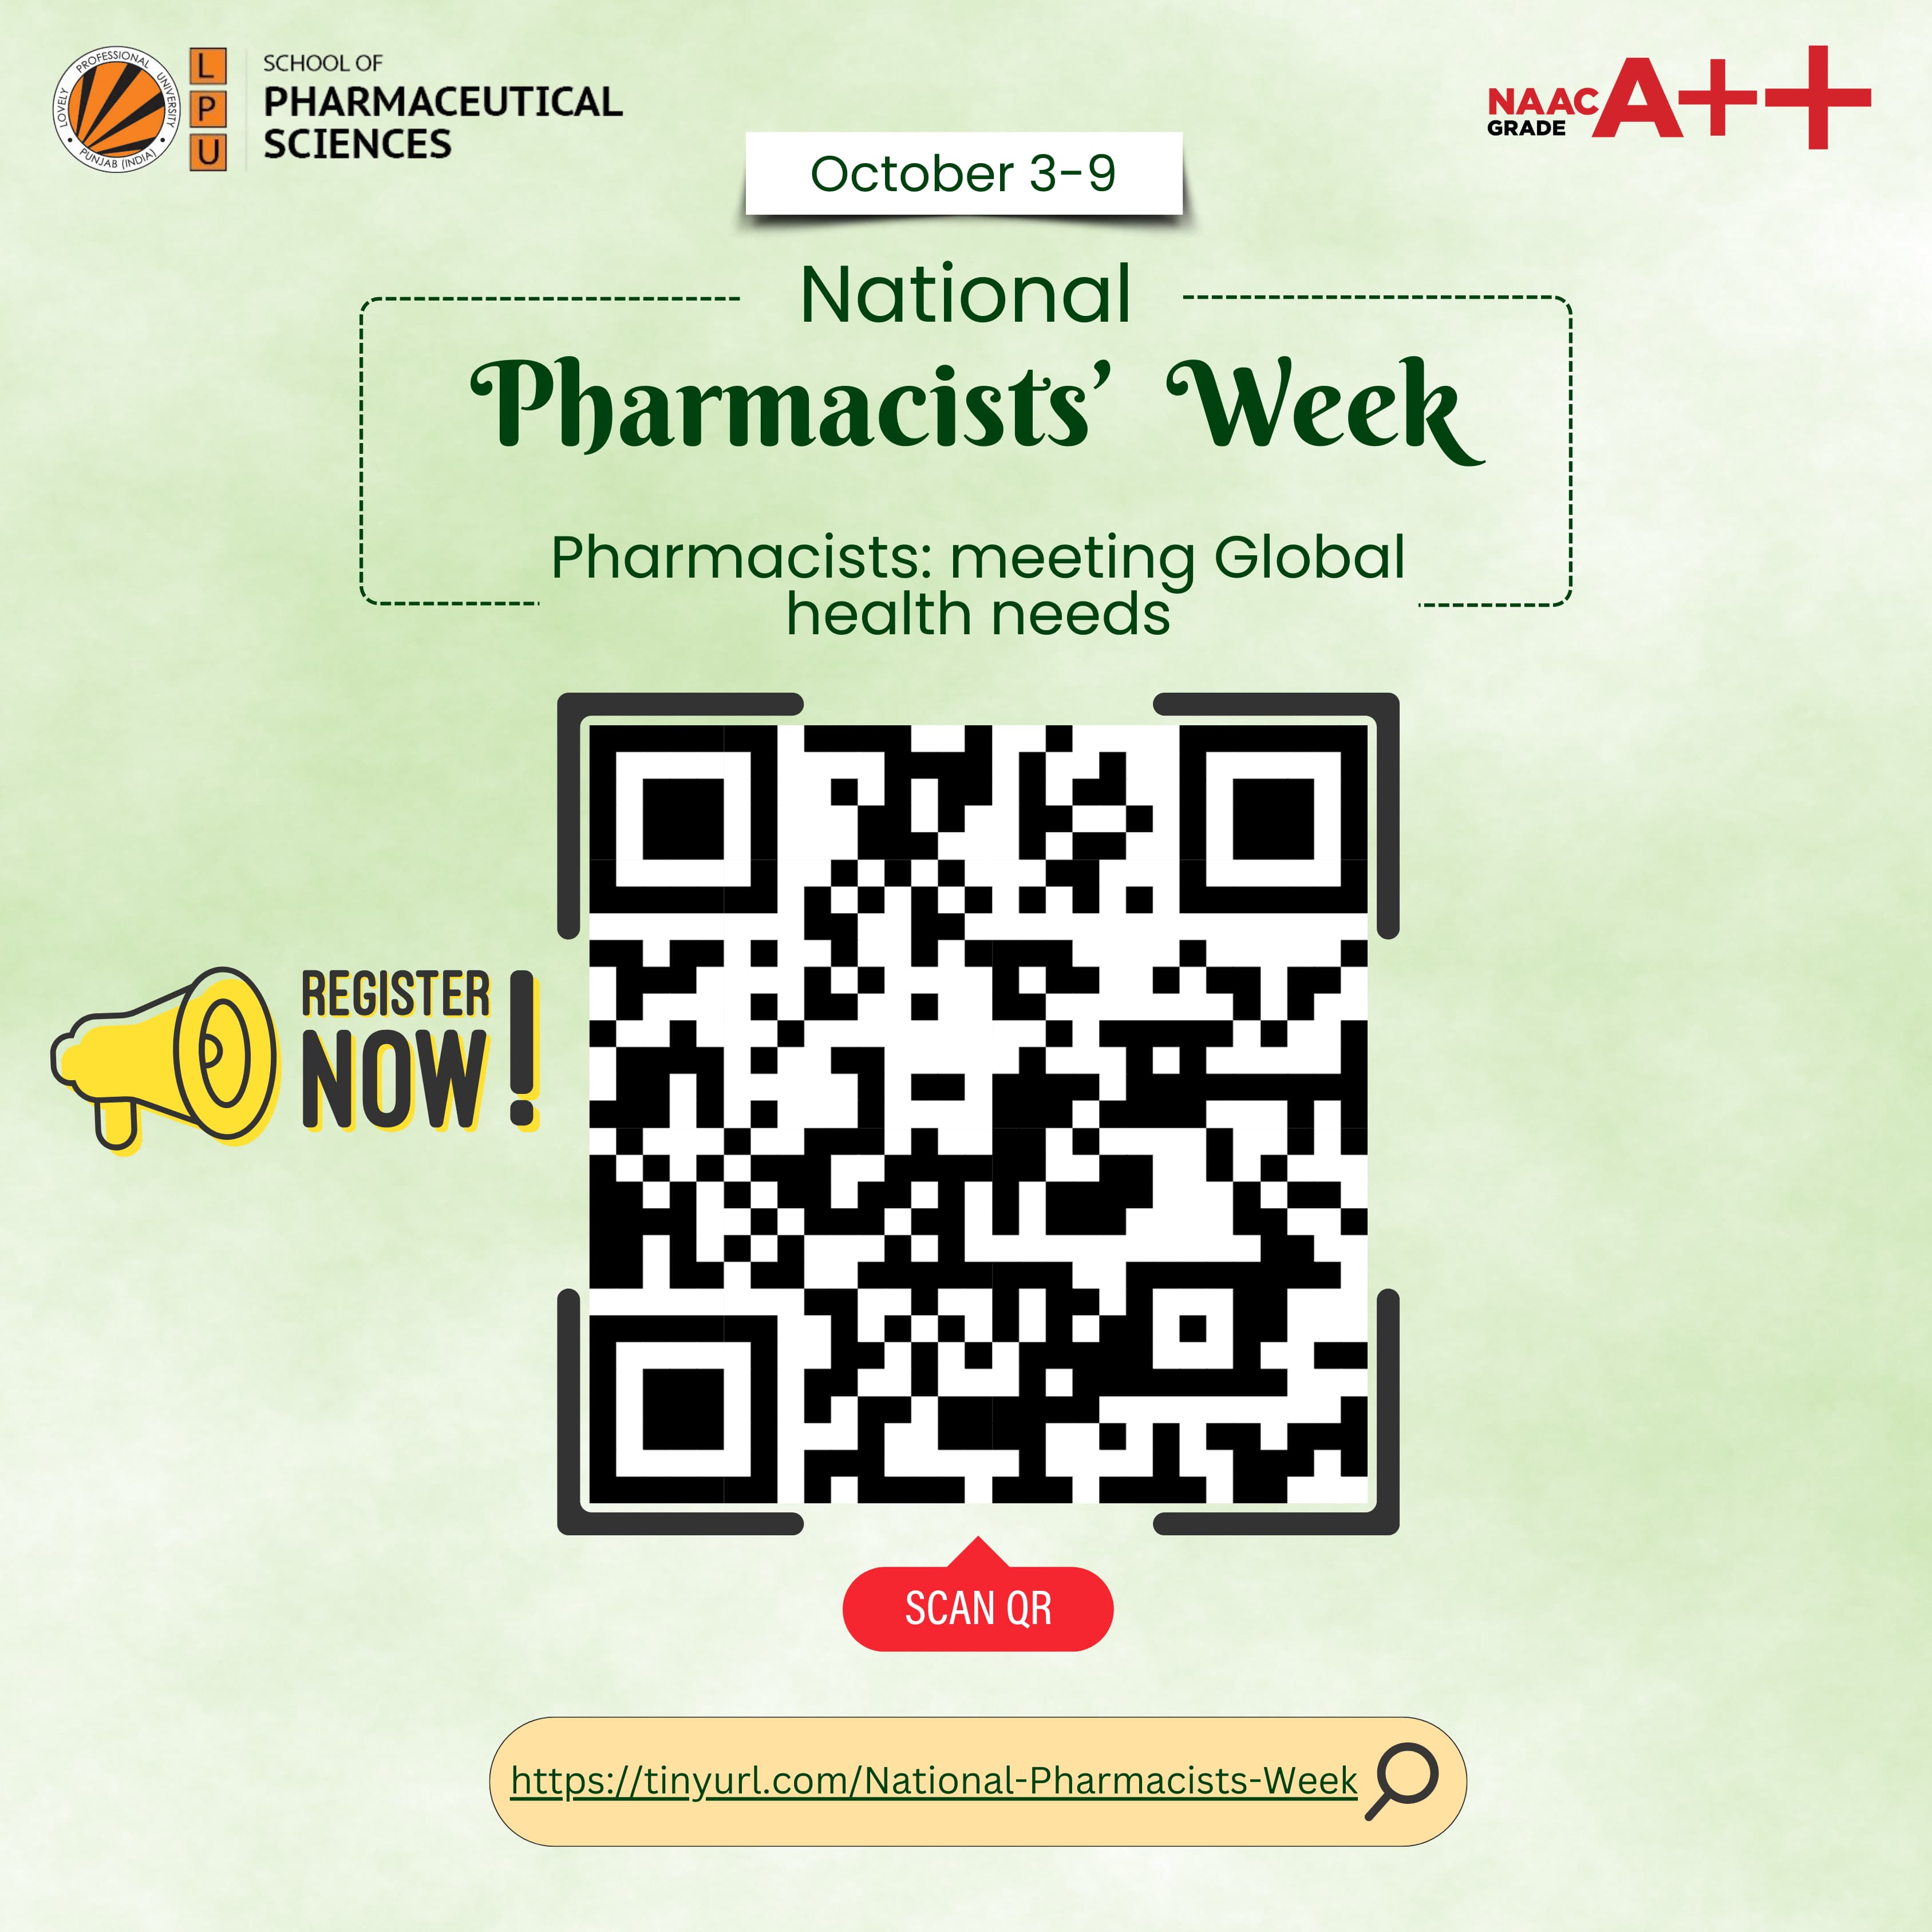 LOVELY PROFESSIONAL UNIVERSITY
PUNJAB (INDIA)
L
P
U
SCHOOL OF
PHARMACEUTICAL
SCIENCES
NAAC
GRADE
A++
October 3-9
National
Pharmacists’ Week
Pharmacists: meeting Global
health needs
REGISTER
NOW!
SCAN QR
https://tinyurl.com/National-Pharmacists-Week